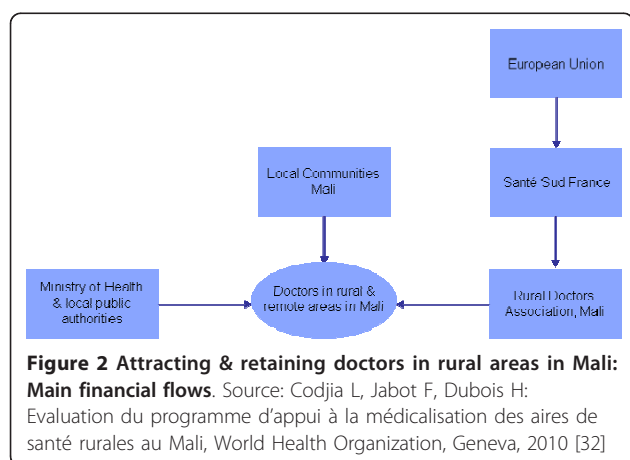 European Union
Local Communities
Mali
Santé Sud France
Ministry of Health
& local public
authorities
Doctors in rural &
remote areas in Mali
Rural Doctors
Association, Mali
Figure 2 Attracting & retaining doctors in rural areas in Mali:
Main financial flows. Source: Codjia L, Jabot F, Dubois H:
Evaluation du programme d'appui à la médicalisation des aires de
santé rurales au Mali, World Health Organization, Geneva, 2010 [32]